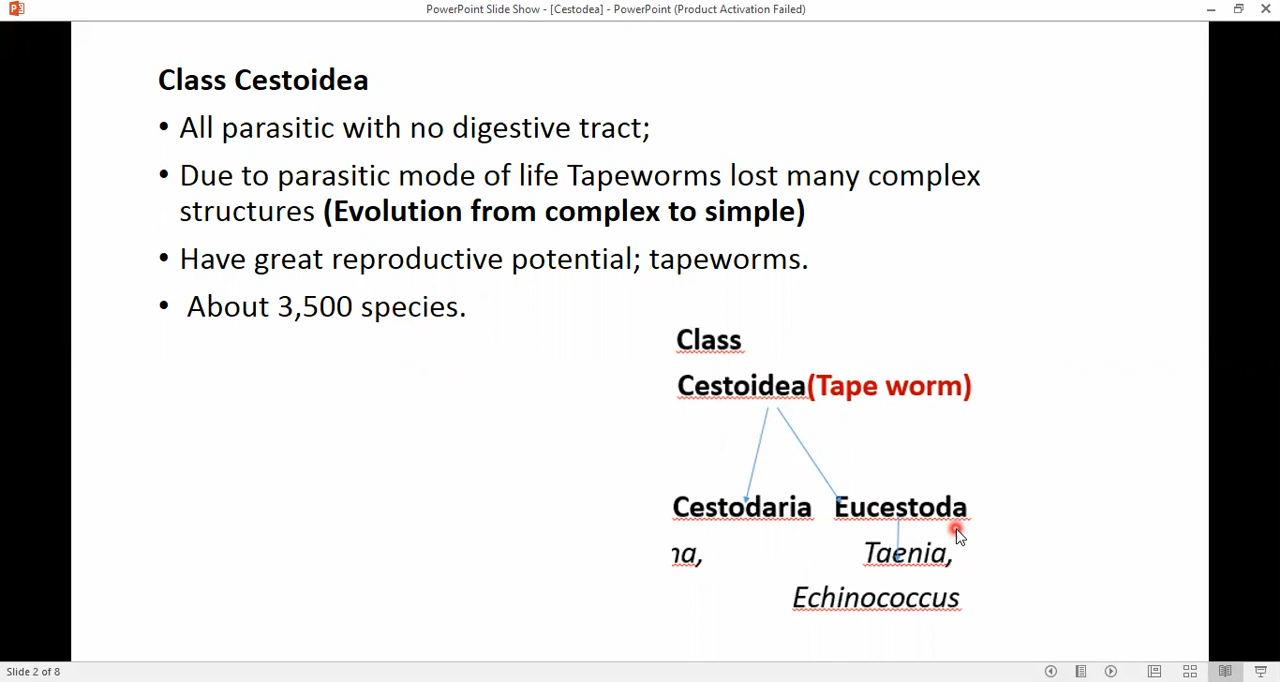 PowerPoint Slide Show - [Cestodea] - PowerPoint (Product Activation Failed)
Class Cestoidea
• All parasitic with no digestive tract;
• Due to parasitic mode of life Tapeworms lost many complex
structures (Evolution from complex to simple)
• Have great reproductive potential; tapeworms.
• About 3,500 species.
Class
Cestoidea(Tape worm)
Cestodaria Eucestoda
na, Taenia,
Echinococcus
Slide 2 of 8